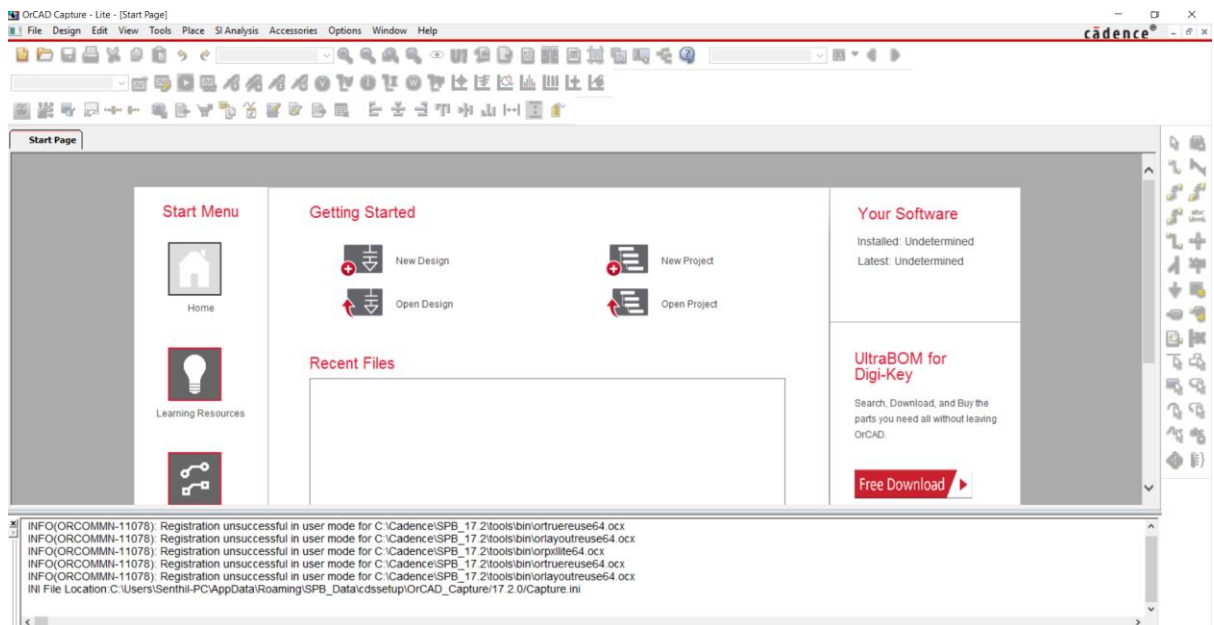 OrCAD Capture - Lite - [Start Page]
File Design Edit View Tools Place SI Analysis Accessories Options Window Help
cādence®
Start Page
Start Menu
Home
Learning Resources
Getting Started
New Design
New Project
Open Design
Open Project
Recent Files
Your Software
Installed: Undetermined
Latest: Undetermined
UltraBOM for
Digi-Key
Search, Download, and Buy the
parts you need all without leaving
OrCAD.
Free Download
INFO(ORCOMMN-11078): Registration unsuccessful in user mode for C:\Cadence\SPB_17.2\tools\bin\ortruereuse64.ocx
INFO(ORCOMMN-11078): Registration unsuccessful in user mode for C:\Cadence\SPB_17.2\tools\bin\orlayoutreuse64.ocx
INFO(ORCOMMN-11078): Registration unsuccessful in user mode for C:\Cadence\SPB_17.2\tools\bin\orpxllite64.ocx
INFO(ORCOMMN-11078): Registration unsuccessful in user mode for C:\Cadence\SPB_17.2\tools\bin\ortruereuse64.ocx
INFO(ORCOMMN-11078): Registration unsuccessful in user mode for C:\Cadence\SPB_17.2\tools\bin\orlayoutreuse64.ocx
INI File Location:C:\Users\Senthil-PC\AppData\Roaming\SPB_Data\cdssetup\OrCAD_Capture/17.2.0/Capture.ini